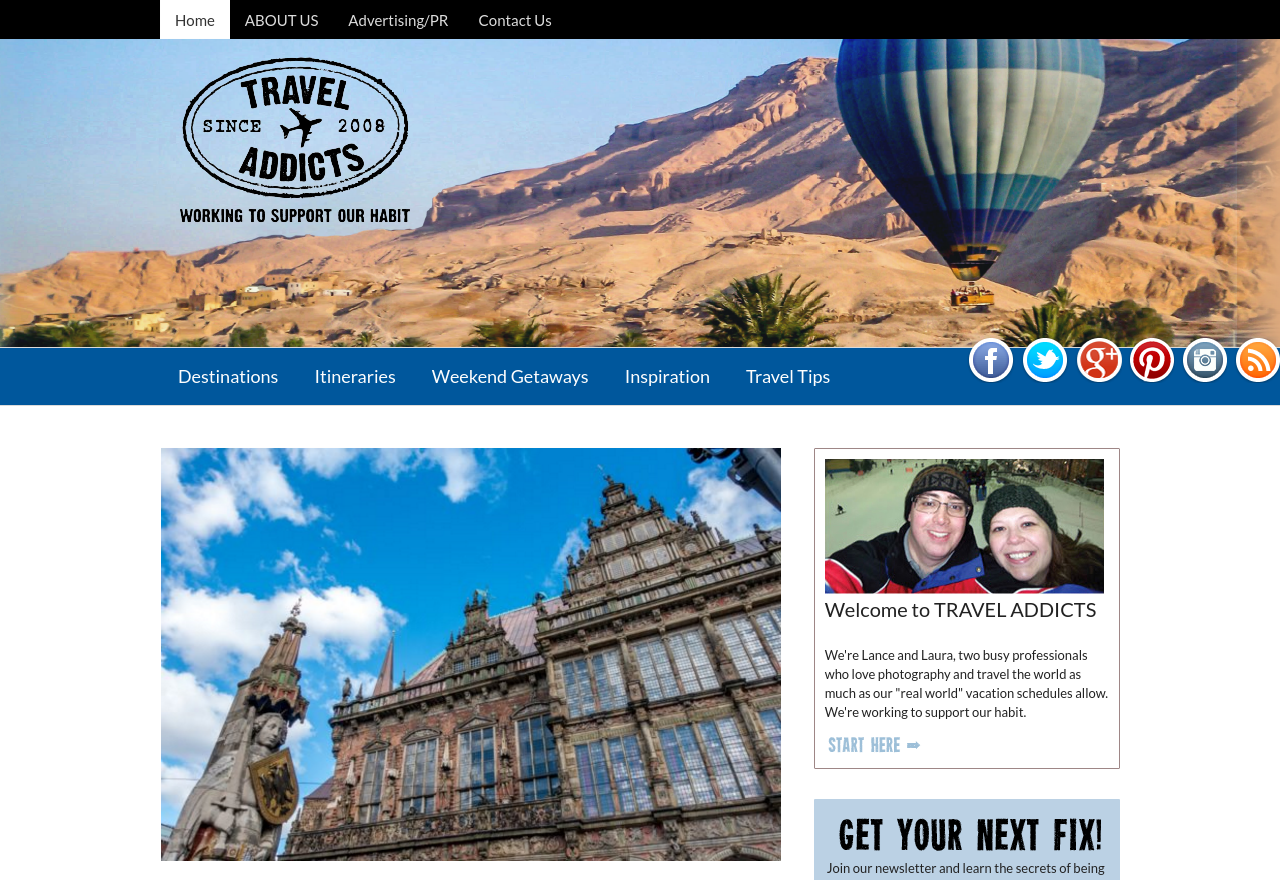 Home ABOUT US Advertising/PR Contact Us
TRAVEL
SINCE 2008
ADDICTS
WORKING TO SUPPORT OUR HABIT
Destinations Itineraries Weekend Getaways Inspiration Travel Tips
Welcome to TRAVEL ADDICTS
We're Lance and Laura, two busy professionals
who love photography and travel the world as
much as our "real world" vacation schedules allow.
We're working to support our habit.
START HERE ➡
GET YOUR NEXT FIX!
Join our newsletter and learn the secrets of being